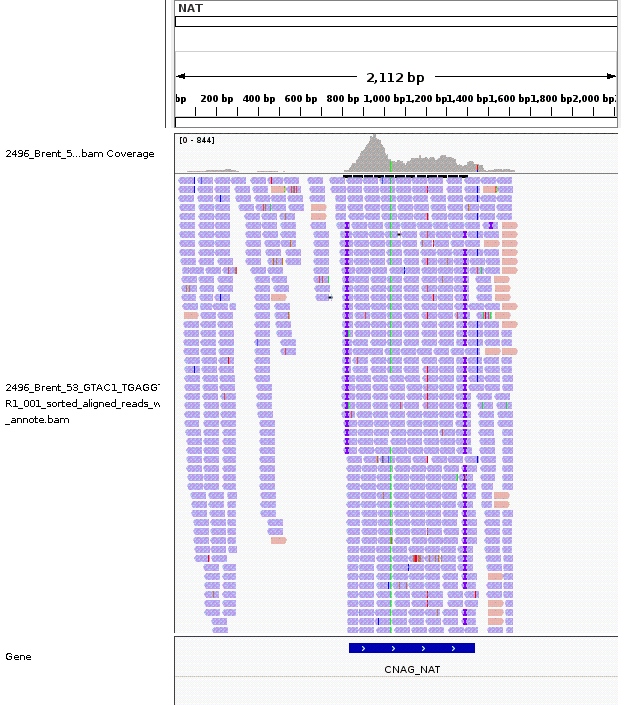 NAT
2,112 bp
bp 200 bp 400 bp 600 bp 800 bp 1,000 bp 1,200 bp 1,400 bp 1,600 bp 1,800 bp 2,000 bp
[0 - 844]
2496_Brent_5...bam Coverage
2496_Brent_53_GTAC1_TGAGGT
R1_001_sorted_aligned_reads_w
_annote.bam
Gene
CNAG_NAT